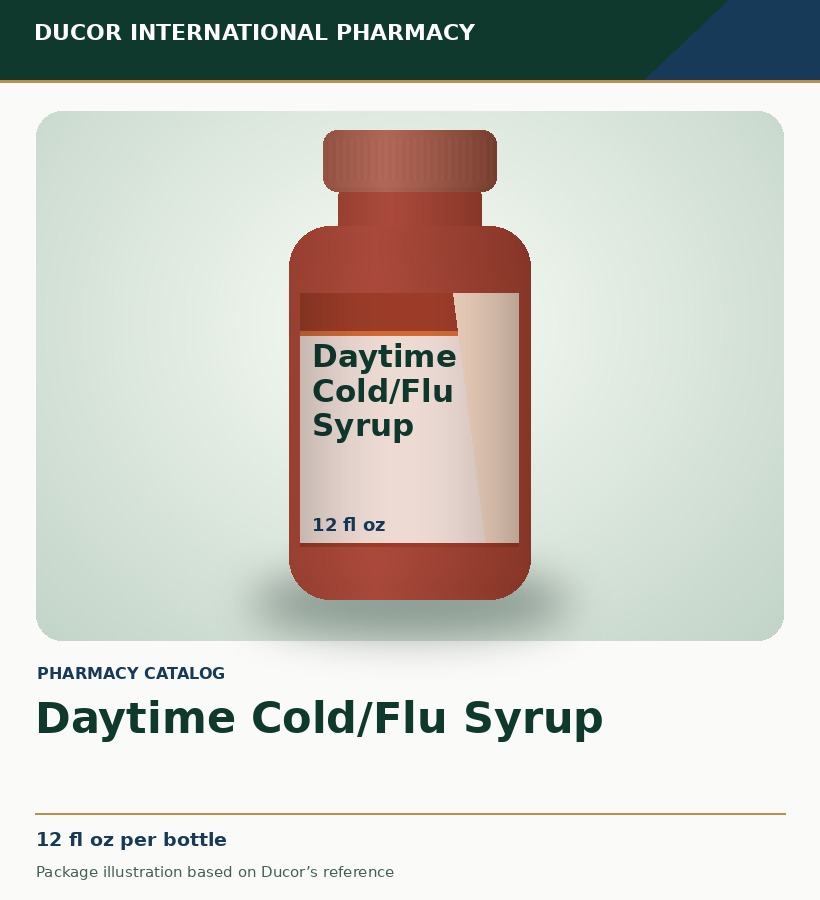 DUCOR INTERNATIONAL PHARMACY
Daytime
Cold/Flu
Syrup
12 fl oz
PHARMACY CATALOG
Daytime Cold/Flu Syrup
12 fl oz per bottle
Package illustration based on Ducor’s reference